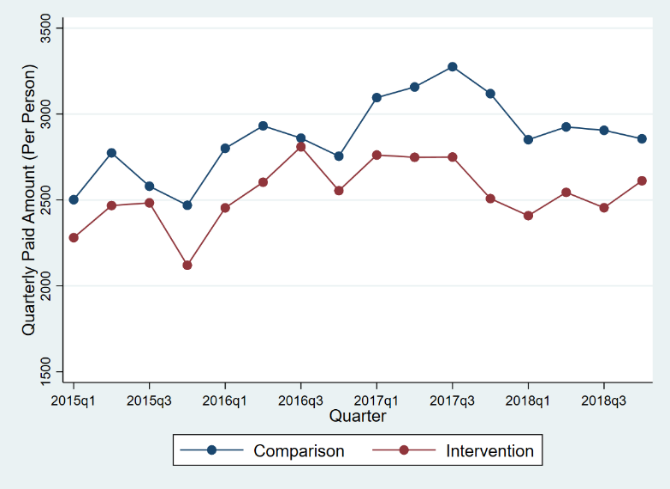 Quarterly Paid Amount (Per Person)
3500
3000
2500
2000
1500
2015q1 2015q3 2016q1 2016q3 2017q1 2017q3 2018q1 2018q3
Quarter
Comparison Intervention